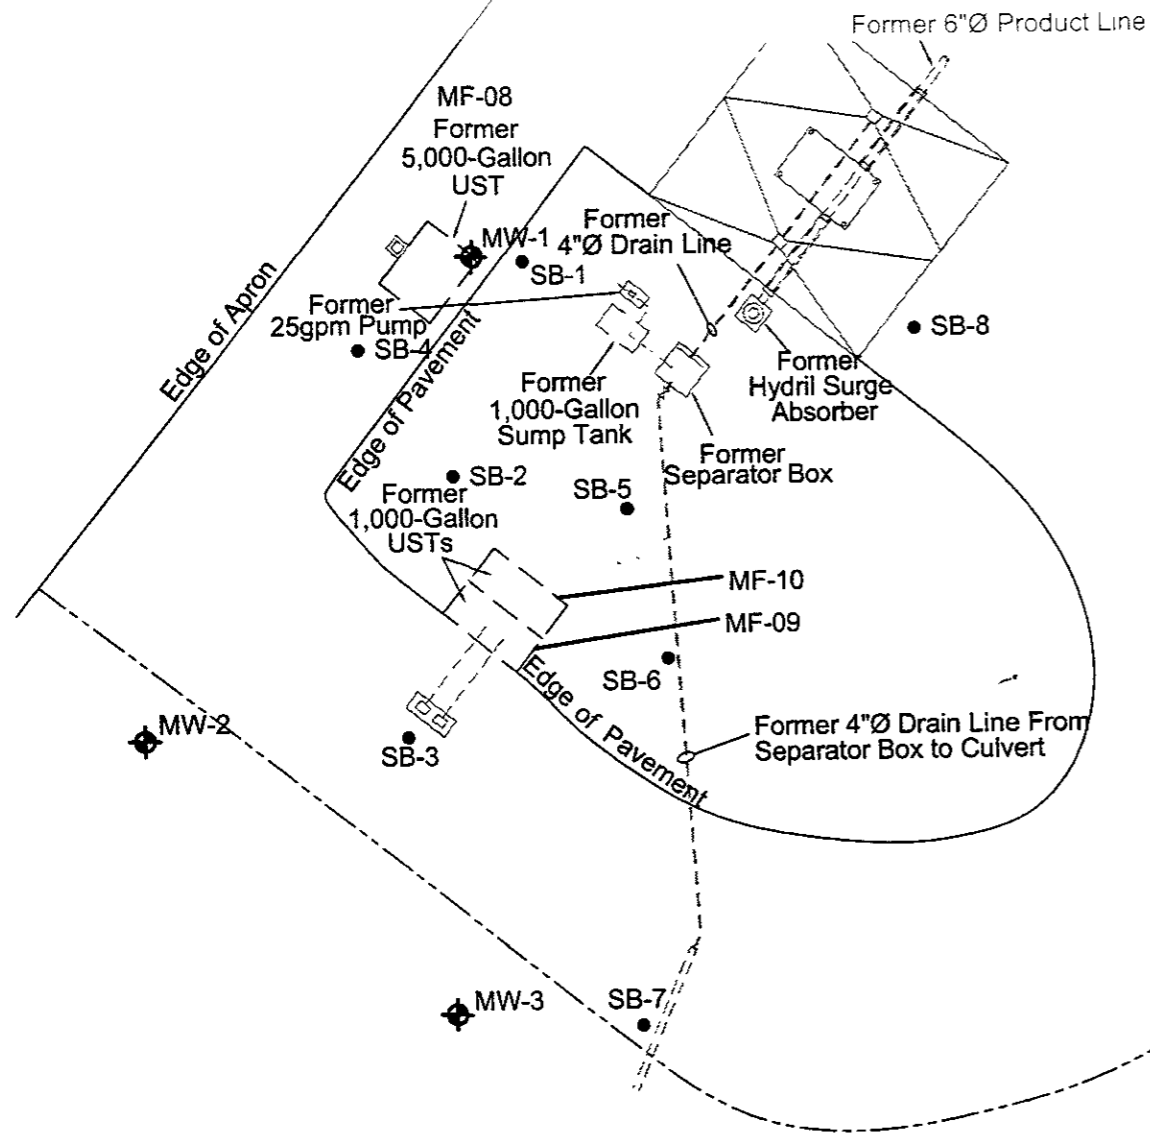 Former 6"Ø Product Line
MF-08
Former
5,000-Gallon
UST
MW-1
SB-1
Former
4"Ø Drain Line
Edge of Apron
Former
25gpm Pump
SB-4
SB-8
Edge of Pavement
Former
1,000-Gallon
Sump Tank
Former
Hydril Surge
Absorber
Former
Separator Box
SB-2
SB-5
Former
1,000-Gallon
USTs
MF-10
MF-09
SB-6
Edge of Pavement
MW-2
SB-3
Former 4"Ø Drain Line From
Separator Box to Culvert
MW-3
SB-7